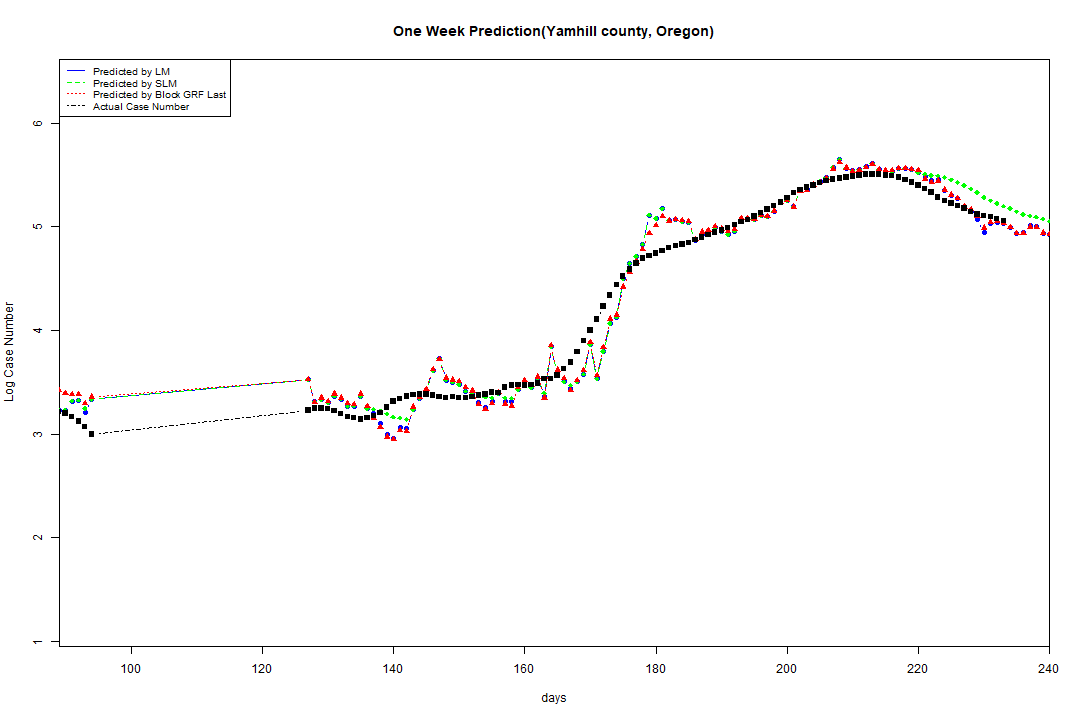 One Week Prediction(Yamhill county, Oregon)
Predicted by LM
Predicted by SLM
Predicted by Block GRF Last
Actual Case Number
Log Case Number
6
5
4
3
2
1
100 120 140 160 180 200 220 240
days